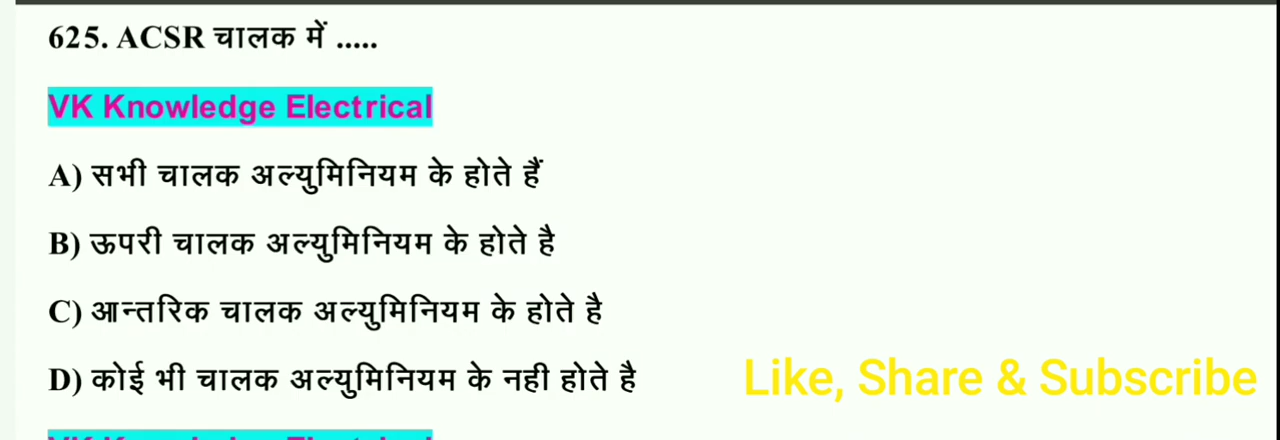 625. ACSR चालक में .....
VK Knowledge Electrical
A) सभी चालक अल्युमिनियम के होते हैं
B) ऊपरी चालक अल्युमिनियम के होते है
C) आन्तरिक चालक अल्युमिनियम के होते है
D) कोई भी चालक अल्युमिनियम के नही होते है
Like, Share & Subscribe